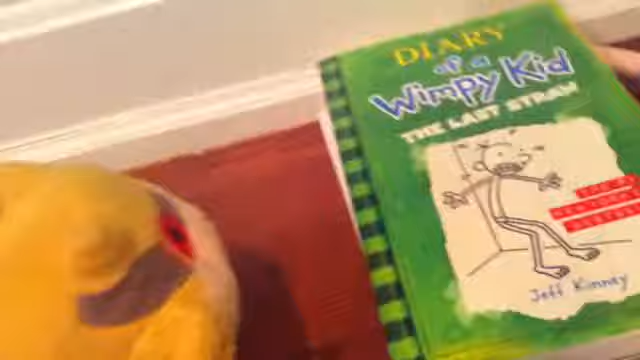 DIARY
of a
Wimpy Kid
THE LAST STRAW
Jeff Kinney